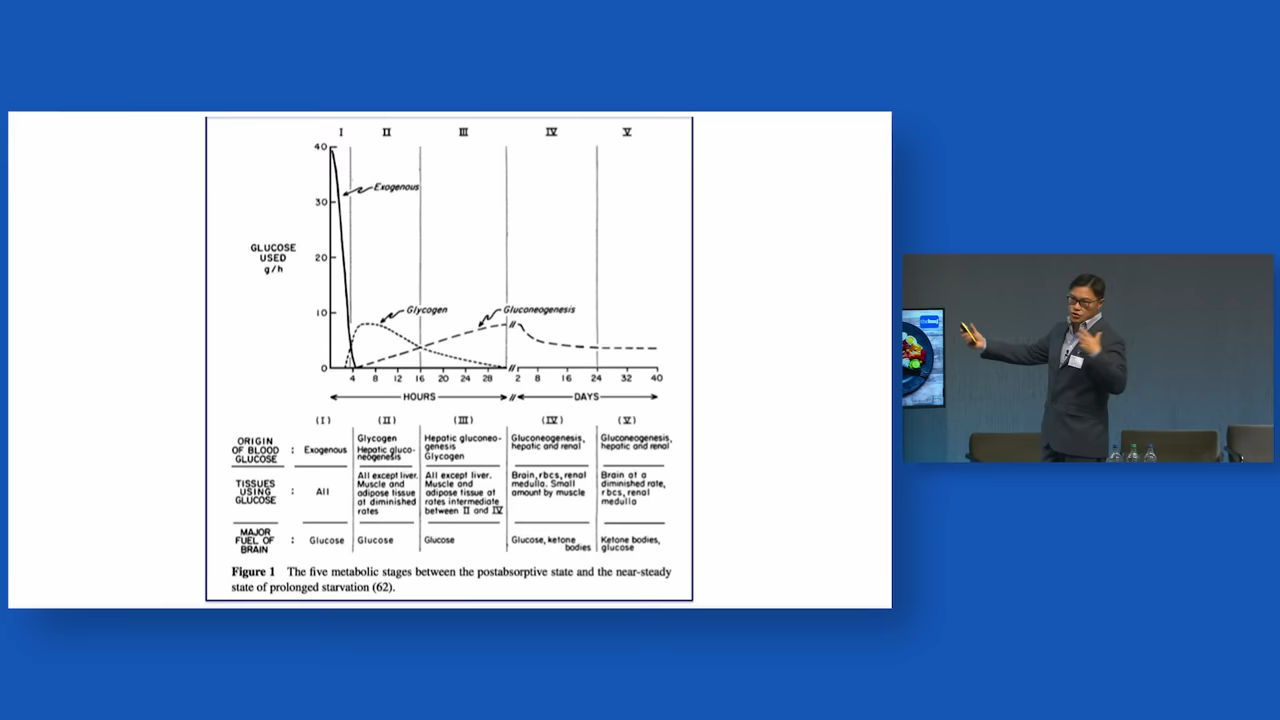 I II III IV V
40
30
20
10
0
GLUCOSE
USED
g/h
Exogenous
Glycogen
Gluconeogenesis
4 8 12 16 20 24 28 2 8 16 24 32 40
HOURS // DAYS
(I) (II) (III) (IV) (V)
ORIGIN
OF BLOOD
GLUCOSE
:
Exogenous
Glycogen
Hepatic gluco-
neogenesis
Hepatic gluconeo-
genesis
Glycogen
Gluconeogenesis,
hepatic and renal
Gluconeogenesis,
hepatic and renal
TISSUES
USING
GLUCOSE
:
All
All except liver.
Muscle and
adipose tissue
at diminished
rates
All except liver.
Muscle and
adipose tissue at
rates intermediate
between II and IV
Brain, rbcs, renal
medulla. Small
amount by muscle
Brain at a
diminished rate,
rbcs, renal
medulla
MAJOR
FUEL OF
BRAIN
:
Glucose
Glucose
Glucose
Glucose, ketone
bodies
Ketone bodies,
glucose
Figure 1 The five metabolic stages between the postabsorptive state and the near-steady
state of prolonged starvation (62).